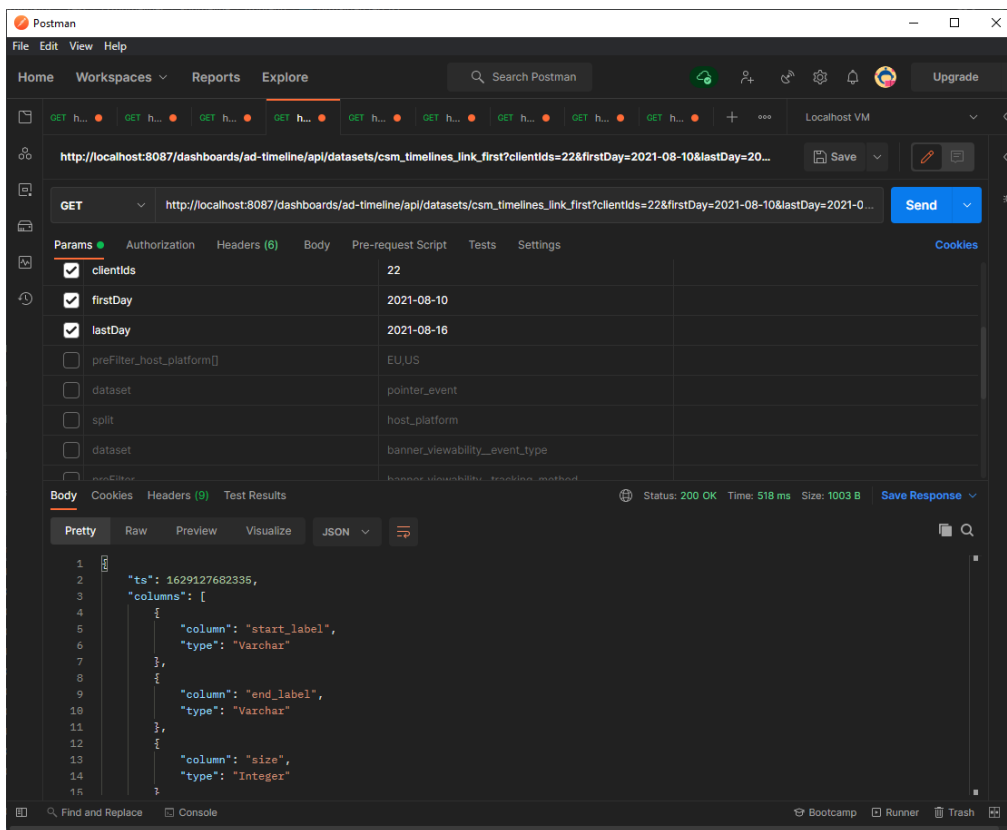 Postman
File Edit View Help
Home Workspaces Reports Explore Search Postman Upgrade
GET h... GET h... GET h... GET h... GET h... GET h... GET h... GET h... GET h... + ooo Localhost VM
http://localhost:8087/dashboards/ad-timeline/api/datasets/csm_timelines_link_first?clientIds=22&firstDay=2021-08-10&lastDay=20... Save
GET http://localhost:8087/dashboards/ad-timeline/api/datasets/csm_timelines_link_first?clientIds=22&firstDay=2021-08-10&lastDay=2021-0... Send
Params Authorization Headers (6) Body Pre-request Script Tests Settings Cookies
clientIds 22
firstDay 2021-08-10
lastDay 2021-08-16
preFilter_host_platform[] EU,US
dataset pointer_event
split host_platform
dataset banner_viewability__event_type
preFilter banner_viewability__tracking_method
Body Cookies Headers (9) Test Results Status: 200 OK Time: 518 ms Size: 1003 B Save Response
Pretty Raw Preview Visualize JSON
1 {
2 "ts": 1629127682335,
3 "columns": [
4 {
5 "column": "start_label",
6 "type": "Varchar"
7 },
8 {
9 "column": "end_label",
10 "type": "Varchar"
11 },
12 {
13 "column": "size",
14 "type": "Integer"
15 }
Find and Replace Console Bootcamp Runner Trash